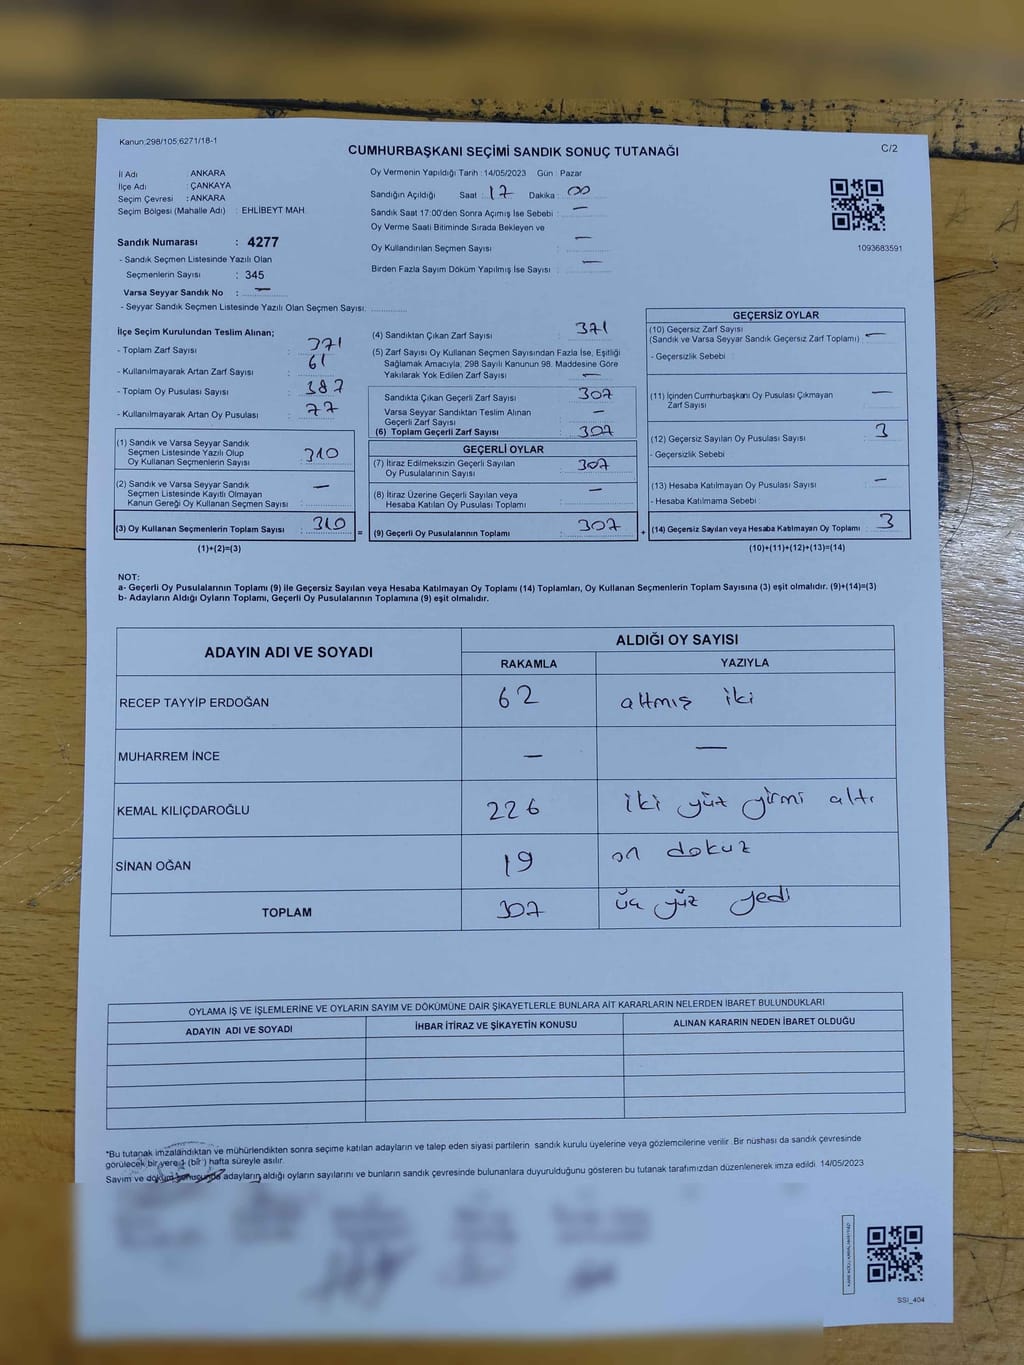 Kanun;298/105;6271/18-1
CUMHURBAŞKANI SEÇİMİ SANDIK SONUÇ TUTANAĞI
C/2
İl Adı : ANKARA
İlçe Adı : ÇANKAYA
Seçim Çevresi : ANKARA
Seçim Bölgesi (Mahalle Adı) : EHLİBEYT MAH.
Oy Vermenin Yapıldığı Tarih : 14/05/2023 Gün : Pazar
Sandığın Açıldığı Saat : 17 Dakika : 00
Sandık Saat 17:00'den Sonra Açımış İse Sebebi : —
Oy Verme Saati Bitiminde Sırada Bekleyen ve
Oy Kullandırılan Seçmen Sayısı : —
Birden Fazla Sayım Döküm Yapılmış İse Sayısı : —
1093683591
Sandık Numarası : 4277
- Sandık Seçmen Listesinde Yazılı Olan
Seçmenlerin Sayısı : 345
Varsa Seyyar Sandık No : —
- Seyyar Sandık Seçmen Listesinde Yazılı Olan Seçmen Sayısı:
İlçe Seçim Kurulundan Teslim Alınan;
- Toplam Zarf Sayısı : 371
- Kullanılmayarak Artan Zarf Sayısı : 61
- Toplam Oy Pusulası Sayısı : 387
- Kullanılmayarak Artan Oy Pusulası : 77
(1) Sandık ve Varsa Seyyar Sandık
Seçmen Listesinde Yazılı Olup
Oy Kullanan Seçmenlerin Sayısı : 310
(2) Sandık ve Varsa Seyyar Sandık
Seçmen Listesinde Kayıtlı Olmayan
Kanun Gereği Oy Kullanan Seçmen Sayısı : —
(3) Oy Kullanan Seçmenlerin Toplam Sayısı : 310
(1)+(2)=(3)
(4) Sandıktan Çıkan Zarf Sayısı : 371
(5) Zarf Sayısı Oy Kullanan Seçmen Sayısından Fazla İse, Eşitliği
Sağlamak Amacıyla; 298 Sayılı Kanunun 98. Maddesine Göre
Yakılarak Yok Edilen Zarf Sayısı : —
Sandıkta Çıkan Geçerli Zarf Sayısı : 307
Varsa Seyyar Sandıktan Teslim Alınan
Geçerli Zarf Sayısı : —
(6) Toplam Geçerli Zarf Sayısı : 307
GEÇERLİ OYLAR
(7) İtiraz Edilmeksizin Geçerli Sayılan
Oy Pusulalarının Sayısı : 307
(8) İtiraz Üzerine Geçerli Sayılan veya
Hesaba Katılan Oy Pusulaları Toplamı : —
= (9) Geçerli Oy Pusulalarının Toplamı : 307
GEÇERSİZ OYLAR
(10) Geçersiz Zarf Sayısı
(Sandık ve Varsa Seyyar Sandık Geçersiz Zarf Toplamı) : —
- Geçersizlik Sebebi :
(11) İçinden Cumhurbaşkanı Oy Pusulası Çıkmayan
Zarf Sayısı : —
(12) Geçersiz Sayılan Oy Pusulası Sayısı : 3
- Geçersizlik Sebebi
(13) Hesaba Katılmayan Oy Pusulası Sayısı : —
- Hesaba Katılmama Sebebi :
+ (14) Geçersiz Sayılan veya Hesaba Katılmayan Oy Toplamı : 3
(10)+(11)+(12)+(13)=(14)
NOT:
a- Geçerli Oy Pusulalarının Toplamı (9) ile Geçersiz Sayılan veya Hesaba Katılmayan Oy Toplamı (14) Toplamları, Oy Kullanan Seçmenlerin Toplam Sayısına (3) eşit olmalıdır. (9)+(14)=(3)
b- Adayların Aldığı Oyların Toplamı, Geçerli Oy Pusulalarının Toplamına (9) eşit olmalıdır.
ADAYIN ADI VE SOYADI ALDIĞI OY SAYISI
RAKAMLA YAZIYLA
RECEP TAYYİP ERDOĞAN 62 altmış iki
MUHARREM İNCE — —
KEMAL KILIÇDAROĞLU 226 iki yüz yirmi altı
SİNAN OĞAN 19 on dokuz
TOPLAM 307 üç yüz yedi
OYLAMA İŞ VE İŞLEMLERİNE VE OYLARIN SAYIM VE DÖKÜMÜNE DAİR ŞİKAYETLERLE BUNLARA AİT KARARLARIN NELERDEN İBARET BULUNDUKLARI
ADAYIN ADI VE SOYADI İHBAR İTİRAZ VE ŞİKAYETİN KONUSU ALINAN KARARIN NEDEN İBARET OLDUĞU
*Bu tutanak imzalandıktan ve mühürlendikten sonra seçime katılan adayların ve talep eden siyasi partilerin sandık kurulu üyelerine veya gözlemcilerine verilir. Bir nüshası da sandık çevresinde
görülecek bir yere 1 (bir) hafta süreyle asılır.
Sayım ve döküm sonucunda adayların aldığı oyların sayılarını ve bunların sandık çevresinde bulunanlara duyurulduğunu gösteren bu tutanak tarafımızdan düzenlenerek imza edildi. 14/05/2023
SSI_404